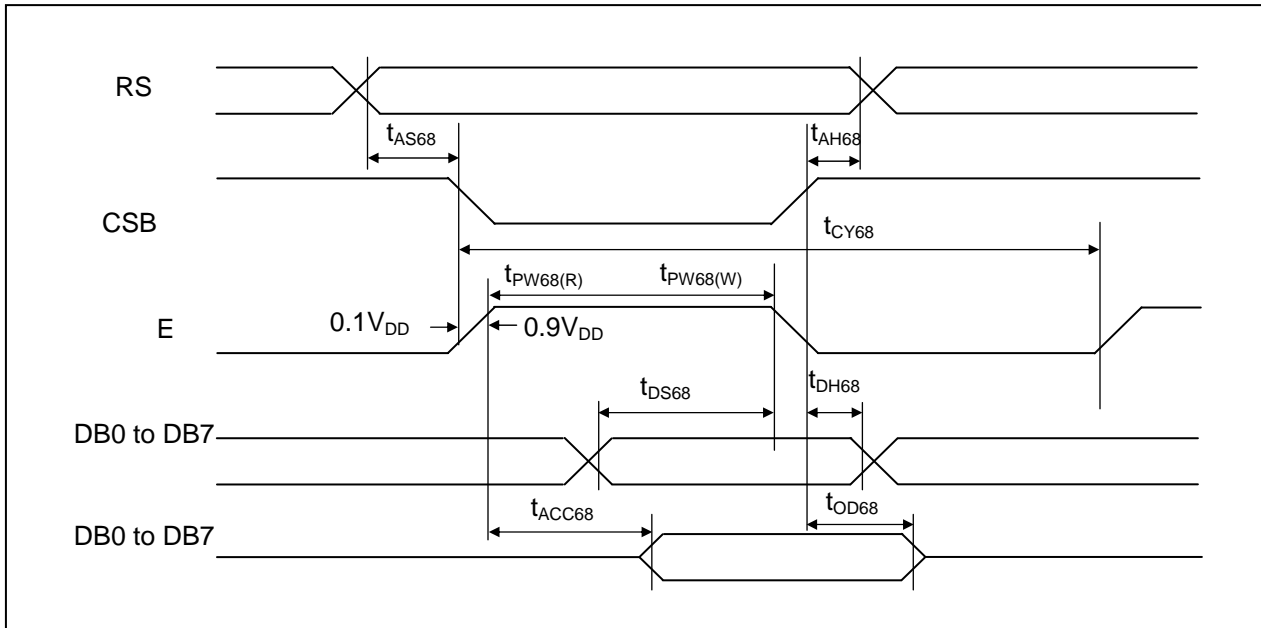 RS
tAS68
tAH68
CSB
tCY68
tPW68(R)
tPW68(W)
E
0.1VDD
0.9VDD
tDS68
tDH68
DB0 to DB7
tACC68
tOD68
DB0 to DB7